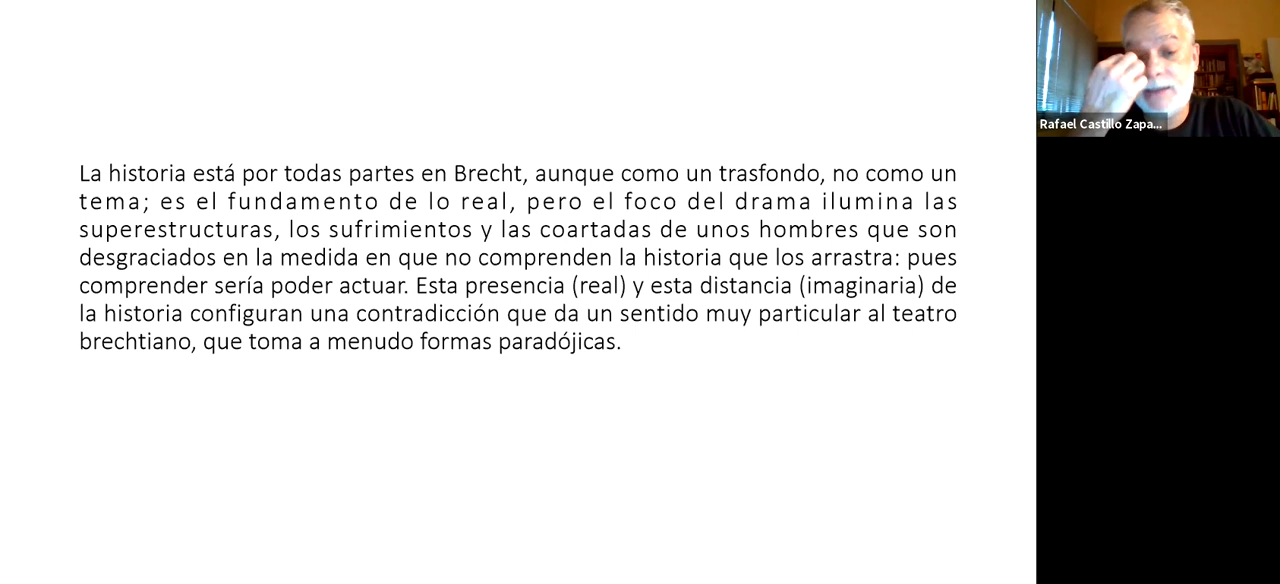 La historia está por todas partes en Brecht, aunque como un trasfondo, no como un
tema; es el fundamento de lo real, pero el foco del drama ilumina las
superestructuras, los sufrimientos y las coartadas de unos hombres que son
desgraciados en la medida en que no comprenden la historia que los arrastra: pues
comprender sería poder actuar. Esta presencia (real) y esta distancia (imaginaria) de
la historia configuran una contradicción que da un sentido muy particular al teatro
brechtiano, que toma a menudo formas paradójicas.
Rafael Castillo Zapa...